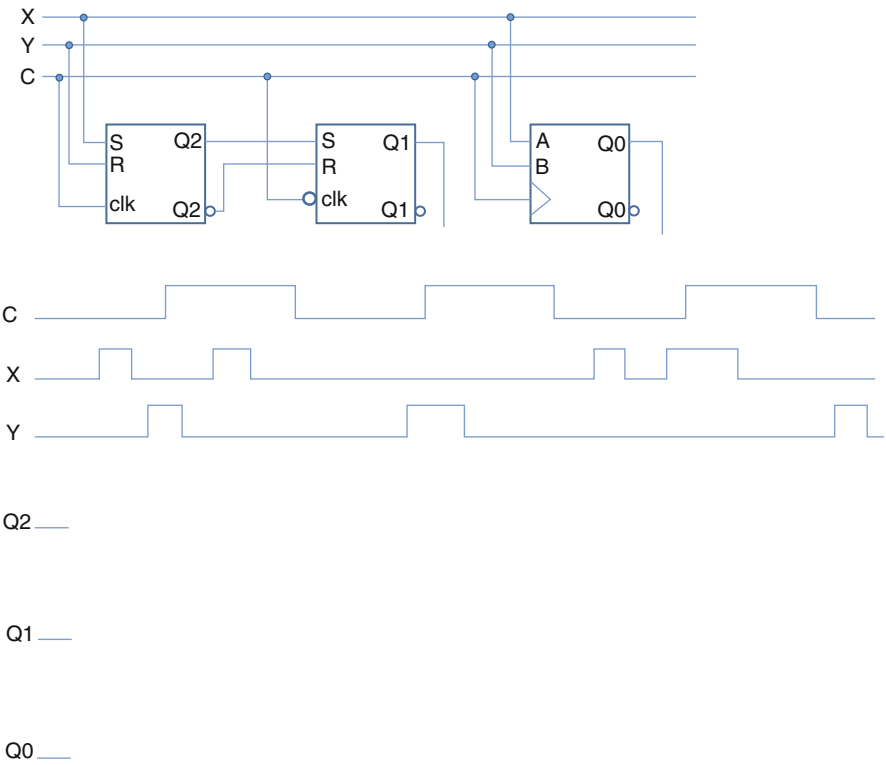 X
Y
C
S Q2 S Q1 A Q0
R R B
clk Q2 clk Q1 Q0
C
X
Y
Q2
Q1
Q0